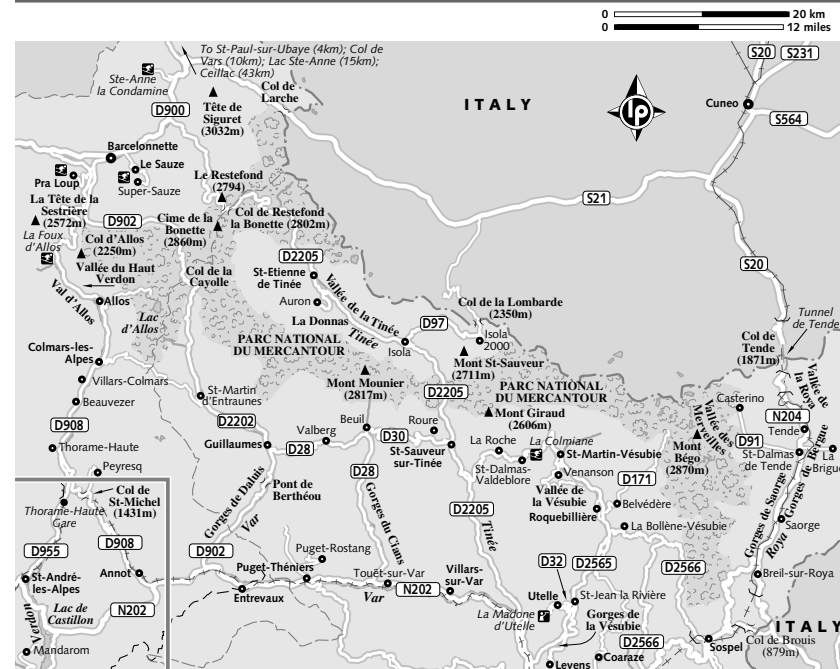 0 20 km
0 12 miles
To St-Paul-sur-Ubaye (4km); Col de
Vars (10km); Lac Ste-Anne (15km);
Ceillac (43km)
S20
S231
Ste-Anne
la Condamine
Col de
Larche
ITALY
LP
Cuneo
Tête de
Siguret
(3032m)
D900
S564
Barcelonnette
Le Sauze
Pra Loup
Super-Sauze
Le Restefond
(2794)
S21
La Tête de la
Sestrière
(2572m)
D902
Cime de la
Bonette
(2860m)
Col de Restefond
la Bonette (2802m)
La Foux
d'Allos
Col d'Allos
(2250m)
D2205
S20
Vallée du Haut
Verdon
Col de la
Cayolle
St-Etienne
de Tinée
Vallée de la Tinée
Val d'Allos
Allos
Auron
Col de la Lombarde
(2350m)
Tunnel
de Tende
Lac
d'Allos
La Donnas
Tinée
D97
Isola
2000
Col de
Tende
(1871m)
Colmars-les-
Alpes
PARC NATIONAL
DU MERCANTOUR
Isola
Mont St-Sauveur
(2711m)
Villars-Colmars
Mont Mounier
(2817m)
D2205
PARC NATIONAL
DU MERCANTOUR
Vallée de
la Roya
Beauvezer
St-Martin
d'Entraunes
Casterino
Mont Giraud
(2606m)
Vallée des
Merveilles
N204
D908
D2202
Valberg
Beuil
Roure
Tende
Thorame-Haute
Guillaumes
D28
D30
St-Sauveur
sur-Tinée
La Roche
La Colmiane
St-Martin-Vésubie
Mont
Bégo
(2870m)
D91
St-Dalmas
de Tende
La
Brigue
Peyresq
D28
St-Dalmas-
Valdeblore
Venanson
D171
Col de
St-Michel
(1431m)
Gorges de Daluis
Pont de
Berthéou
Gorges du Cians
Vallée de
la Vésubie
Belvédère
Gorges de Saorge
Gorges de Bergue
Thorame-Haute
Gare
Var
D2205
Roquebillière
La Bollène-Vésubie
Saorge
Tinée
Roya
D955
D908
D902
Puget-Rostang
D32
D2565
D2566
St-André-
les-Alpes
Annot
Puget-Théniers
Touët-sur-Var
Villars-
sur-Var
Breil-sur-Roya
Entrevaux
Var
N202
Utelle
St-Jean la Rivière
Lac de
Castillon
N202
La Madone
d'Utelle
Gorges de
la Vésubie
ITALY
Verdon
D2566
Sospel
Col de Brouis
(879m)
Mandarom
Levens
Coaraze